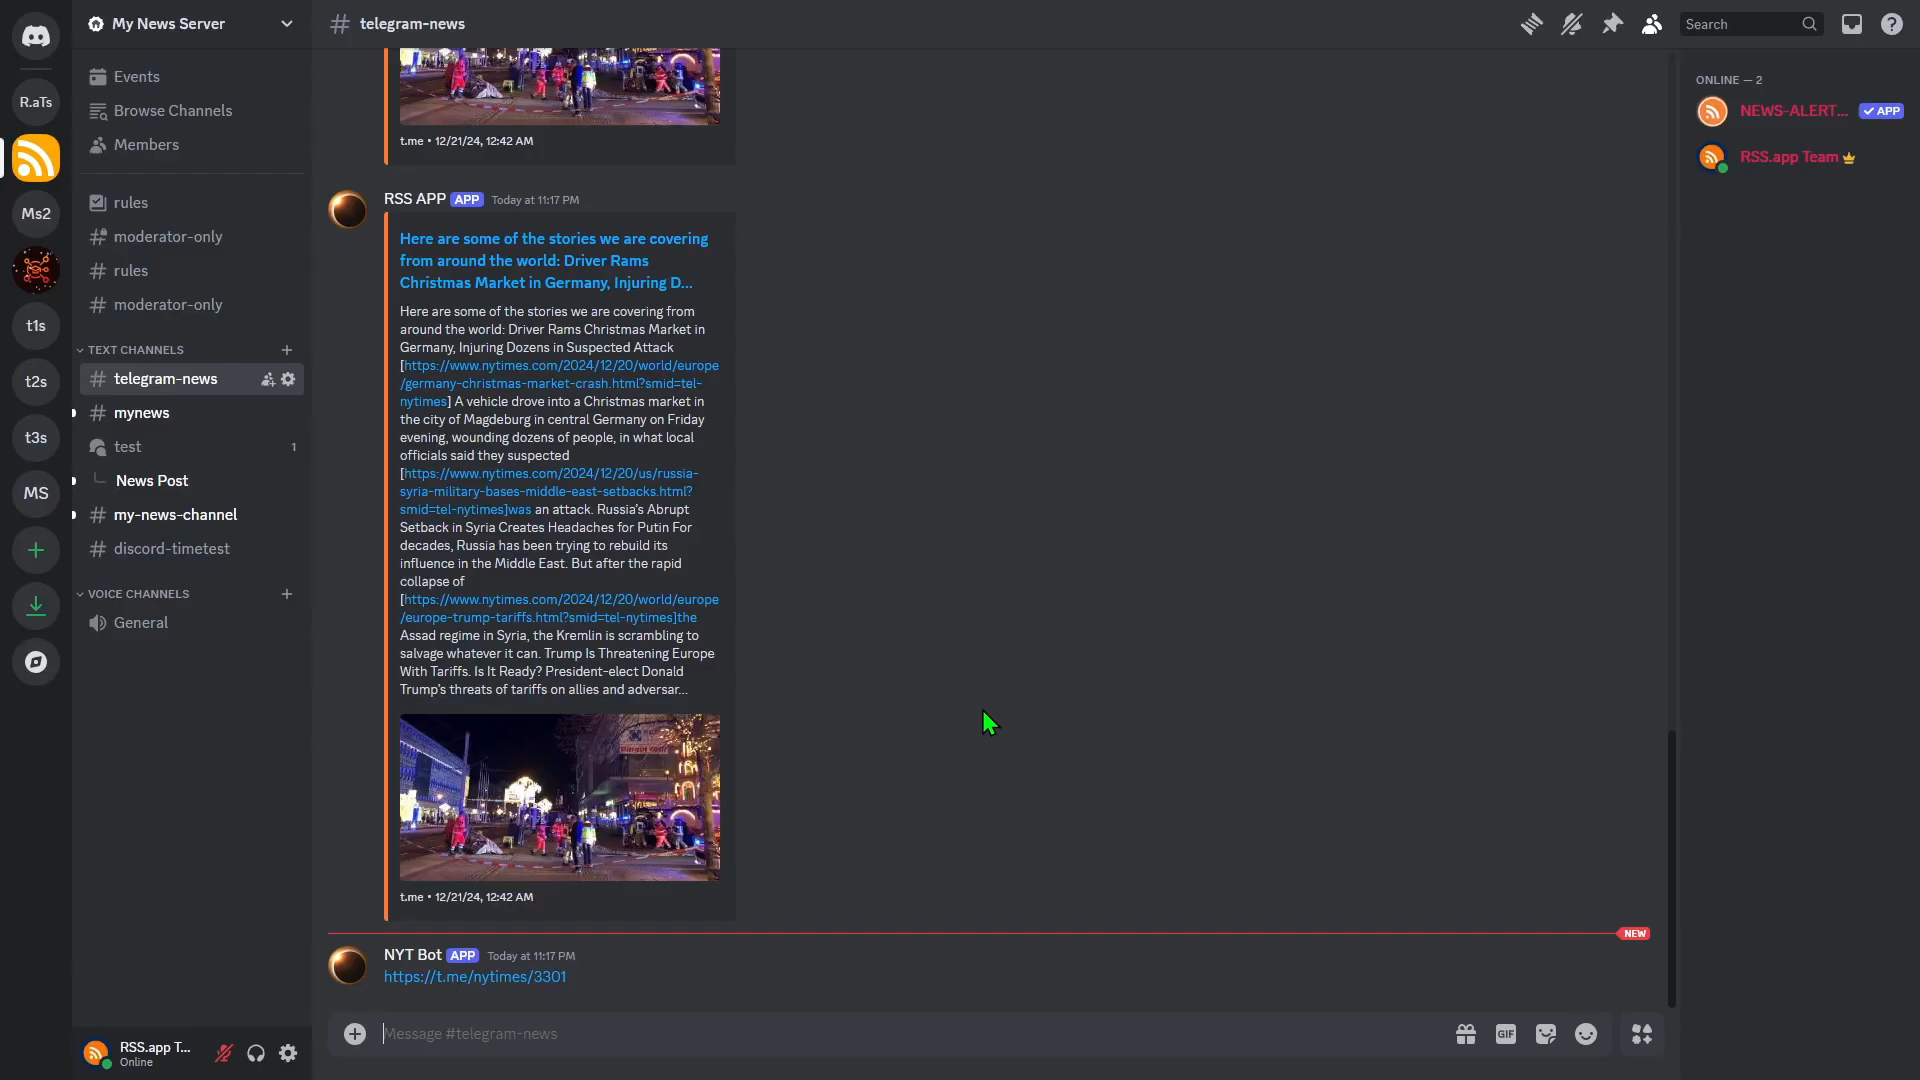 My News Server
# telegram-news
Search
R.aTs
Ms2
t1s
t2s
t3s
MS
Events
Browse Channels
Members
rules
moderator-only
rules
moderator-only
TEXT CHANNELS
telegram-news
mynews
test
1
News Post
my-news-channel
discord-timetest
VOICE CHANNELS
General
RSS.app T...
Online
t.me • 12/21/24, 12:42 AM
RSS APP APP Today at 11:17 PM
Here are some of the stories we are covering
from around the world: Driver Rams
Christmas Market in Germany, Injuring D...
Here are some of the stories we are covering from
around the world: Driver Rams Christmas Market in
Germany, Injuring Dozens in Suspected Attack
[https://www.nytimes.com/2024/12/20/world/europe
/germany-christmas-market-crash.html?smid=tel-
nytimes] A vehicle drove into a Christmas market in
the city of Magdeburg in central Germany on Friday
evening, wounding dozens of people, in what local
officials said they suspected
[https://www.nytimes.com/2024/12/20/us/russia-
syria-military-bases-middle-east-setbacks.html?
smid=tel-nytimes]was an attack. Russia's Abrupt
Setback in Syria Creates Headaches for Putin For
decades, Russia has been trying to rebuild its
influence in the Middle East. But after the rapid
collapse of
[https://www.nytimes.com/2024/12/20/world/europe
/europe-trump-tariffs.html?smid=tel-nytimes]the
Assad regime in Syria, the Kremlin is scrambling to
salvage whatever it can. Trump Is Threatening Europe
With Tariffs. Is It Ready? President-elect Donald
Trump's threats of tariffs on allies and adversar...
t.me • 12/21/24, 12:42 AM
NEW
NYT Bot APP Today at 11:17 PM
https://t.me/nytimes/3301
Message #telegram-news
GIF
ONLINE — 2
NEWS-ALERT... ✓ APP
RSS.app Team